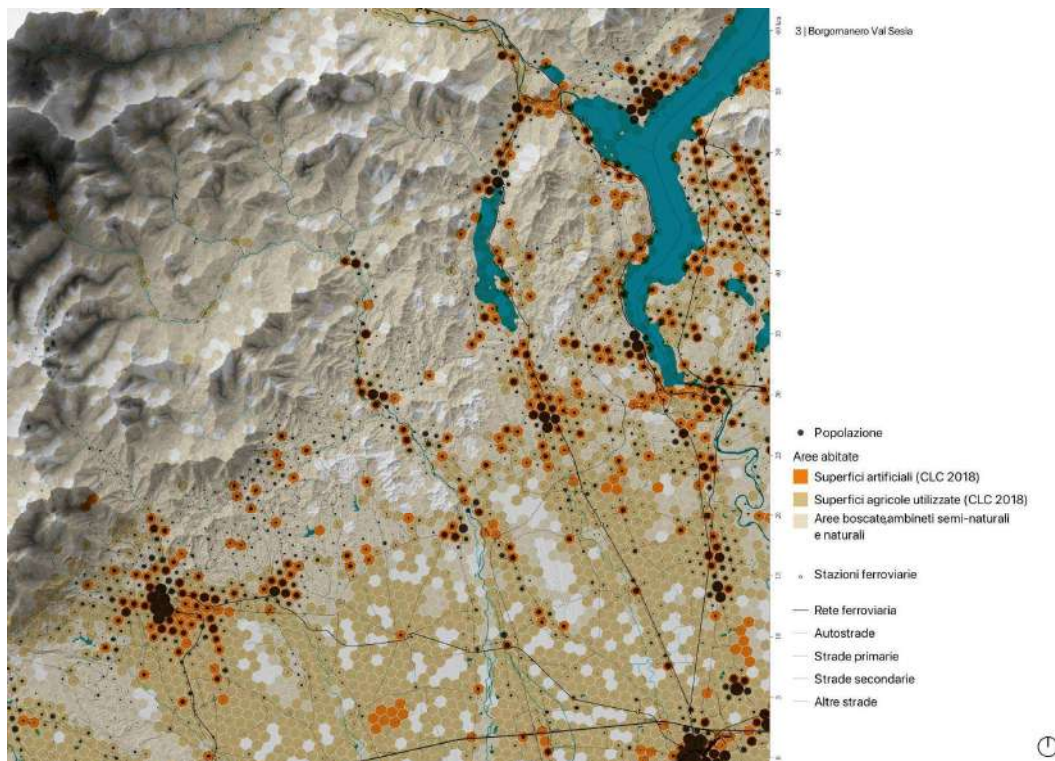 3 | Borgomanero Val Sesia
Popolazione
Aree abitate
Superfici artificiali (CLC 2018)
Superfici agricole utilizzate (CLC 2018)
Aree boscate,ambineti semi-naturali
e naturali
Stazioni ferroviarie
Rete ferroviaria
Autostrade
Strade primarie
Strade secondarie
Altre strade